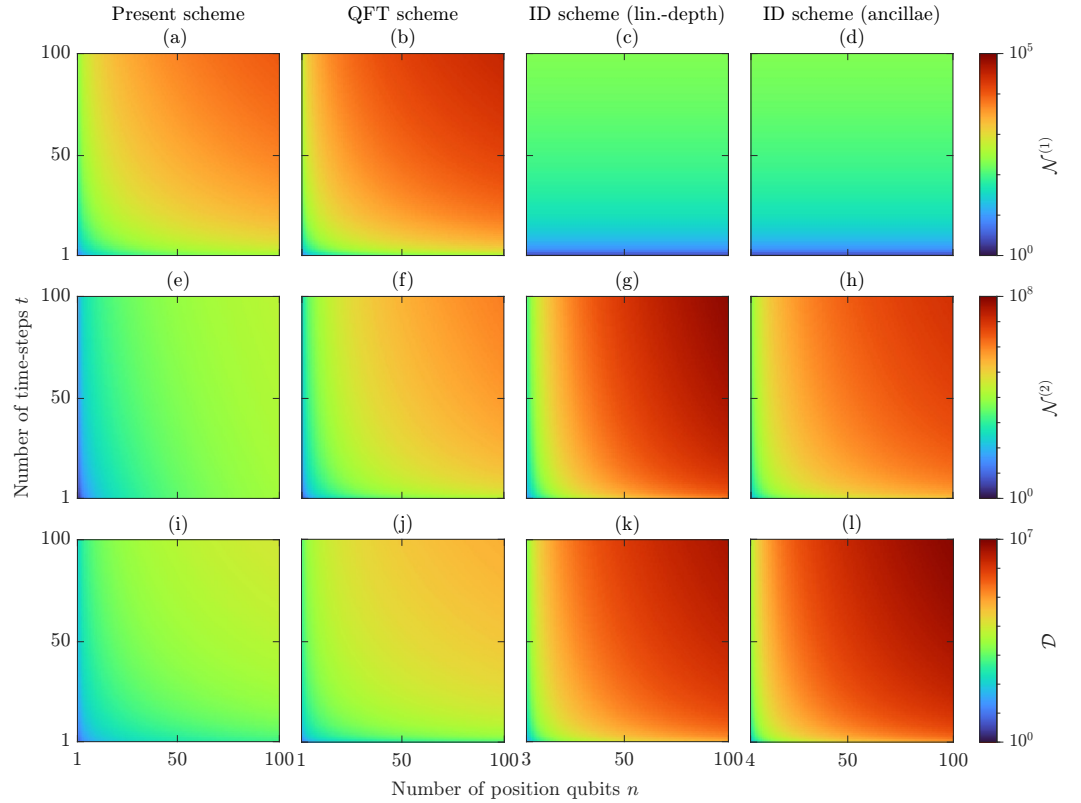 Present scheme QFT scheme ID scheme (lin.-depth) ID scheme (ancillae)
(a) (b) (c) (d)
100 10^5
50 𝒩^(1)
1 10^0
(e) (f) (g) (h)
100 10^8
50 𝒩^(2)
1 10^0
(i) (j) (k) (l)
100 10^7
50 𝒟
1 10^0
1 50 100 1 50 100 3 50 100 4 50 100
Number of time-steps t
Number of position qubits n